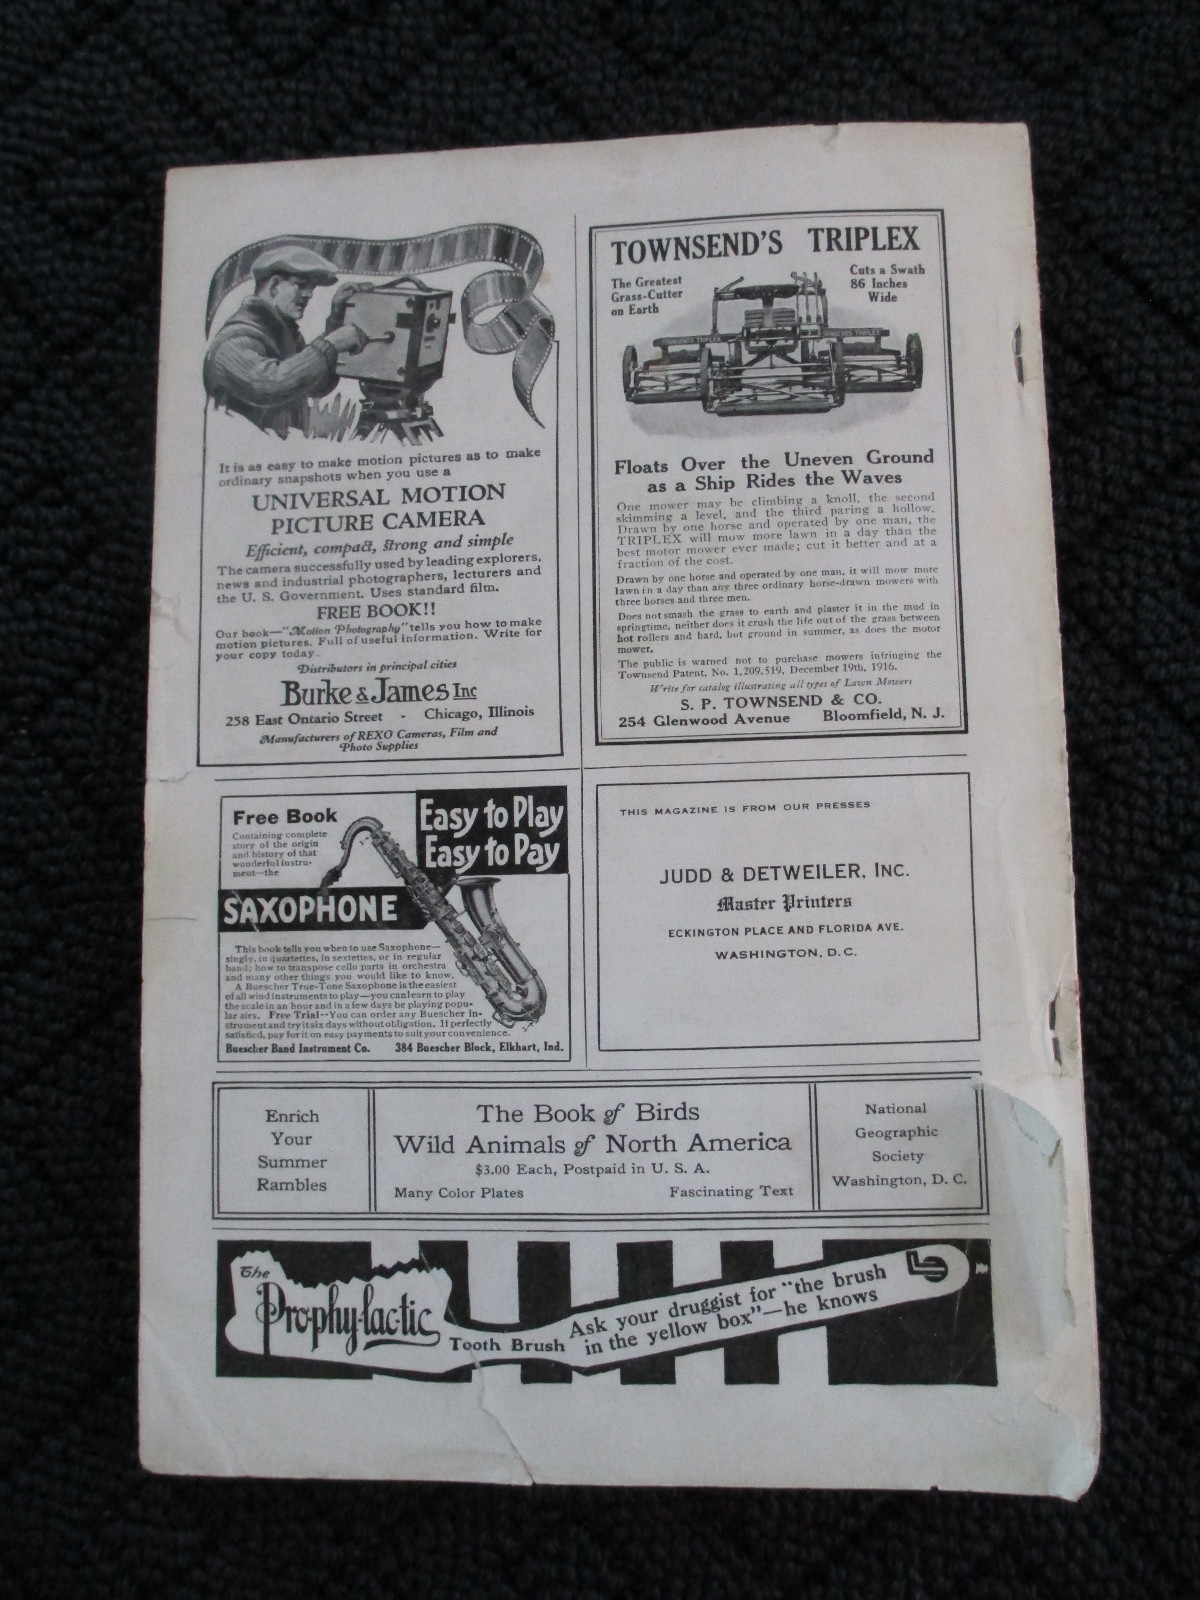 It is as easy to make motion pictures as to make
ordinary snapshots when you use a
UNIVERSAL MOTION
PICTURE CAMERA
Efficient, compact, strong and simple
The camera successfully used by leading explorers,
news and industrial photographers, lecturers and
the U. S. Government. Uses standard film.
FREE BOOK!!
Our book—"Motion Photography" tells you how to make
motion pictures. Full of useful information. Write for
your copy today.
Distributors in principal cities
Burke & James Inc
258 East Ontario Street - Chicago, Illinois
Manufacturers of REXO Cameras, Film and
Photo Supplies
TOWNSEND'S TRIPLEX
The Greatest
Grass-Cutter
on Earth
Cuts a Swath
86 Inches
Wide
TOWNSEND'S TRIPLEX
TOWNSEND'S TRIPLEX
Floats Over the Uneven Ground
as a Ship Rides the Waves
One mower may be climbing a knoll, the second
skimming a level, and the third paring a hollow.
Drawn by one horse and operated by one man, the
TRIPLEX will mow more lawn in a day than the
best motor mower ever made; cut it better and at a
fraction of the cost.
Drawn by one horse and operated by one man, it will mow more
lawn in a day than any three ordinary horse-drawn mowers with
three horses and three men.
Does not smash the grass to earth and plaster it in the mud in
springtime, neither does it crush the life out of the grass between
hot rollers and hard, hot ground in summer, as does the motor
mower.
The public is warned not to purchase mowers infringing the
Townsend Patent, No. 1,209,519, December 19th, 1916.
Write for catalog illustrating all types of Lawn Mowers
S. P. TOWNSEND & CO.
254 Glenwood Avenue Bloomfield, N. J.
Free Book
Containing complete
story of the origin
and history of that
wonderful instru-
ment—the
Easy to Play
Easy to Pay
SAXOPHONE
This book tells you when to use Saxophone—
singly, in quartettes, in sextettes, or in regular
band; how to transpose cello parts in orchestra
and many other things you would like to know.
A Buescher True-Tone Saxophone is the easiest
of all wind instruments to play—you can learn to play
the scale in an hour and in a few days be playing popu-
lar airs. Free Trial--You can order any Buescher in-
strument and try it six days without obligation. If perfectly
satisfied, pay for it on easy payments to suit your convenience.
Buescher Band Instrument Co. 384 Buescher Block, Elkhart, Ind.
THIS MAGAZINE IS FROM OUR PRESSES
JUDD & DETWEILER, INC.
Master Printers
ECKINGTON PLACE AND FLORIDA AVE.
WASHINGTON, D. C.
Enrich
Your
Summer
Rambles
The Book of Birds
Wild Animals of North America
$3.00 Each, Postpaid in U. S. A.
Many Color Plates Fascinating Text
National
Geographic
Society
Washington, D. C.
The
Pro-phy-lac-tic
Tooth Brush
Ask your druggist for "the brush
in the yellow box"—he knows